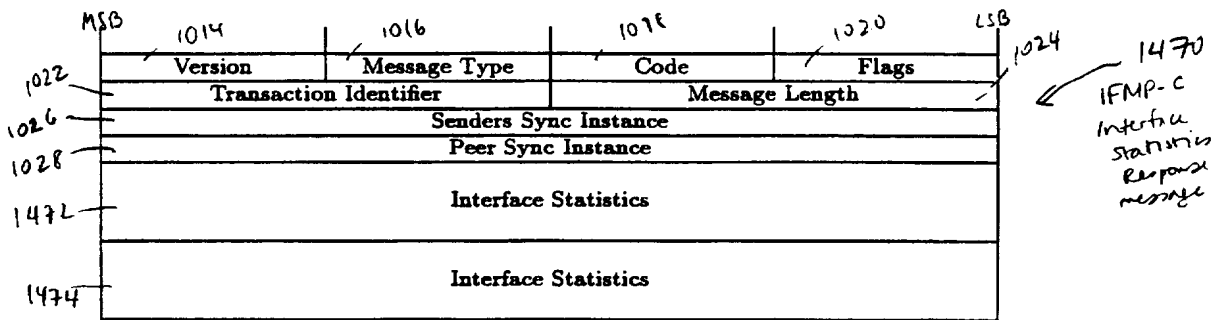 MSB LSB
1014 1016 1018 1020 1024
Version Message Type Code Flags
1022 Transaction Identifier Message Length
1026 Senders Sync Instance
1028 Peer Sync Instance
1472 Interface Statistics
1474 Interface Statistics
1470
IFMP-C
Interface
Statistics
Response
message